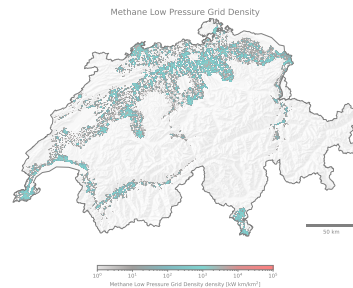 Methane Low Pressure Grid Density
50 km
10⁰ 10¹ 10² 10³ 10⁴ 10⁵
Methane Low Pressure Grid Density density [kW km/km²]